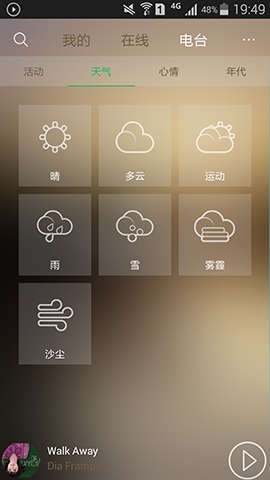 4G 48% 19:49
我的 在线 电台
活动 天气 心情 年代
晴 多云 运动
雨 雪 雾霾
沙尘
Walk Away
Dia Frampton